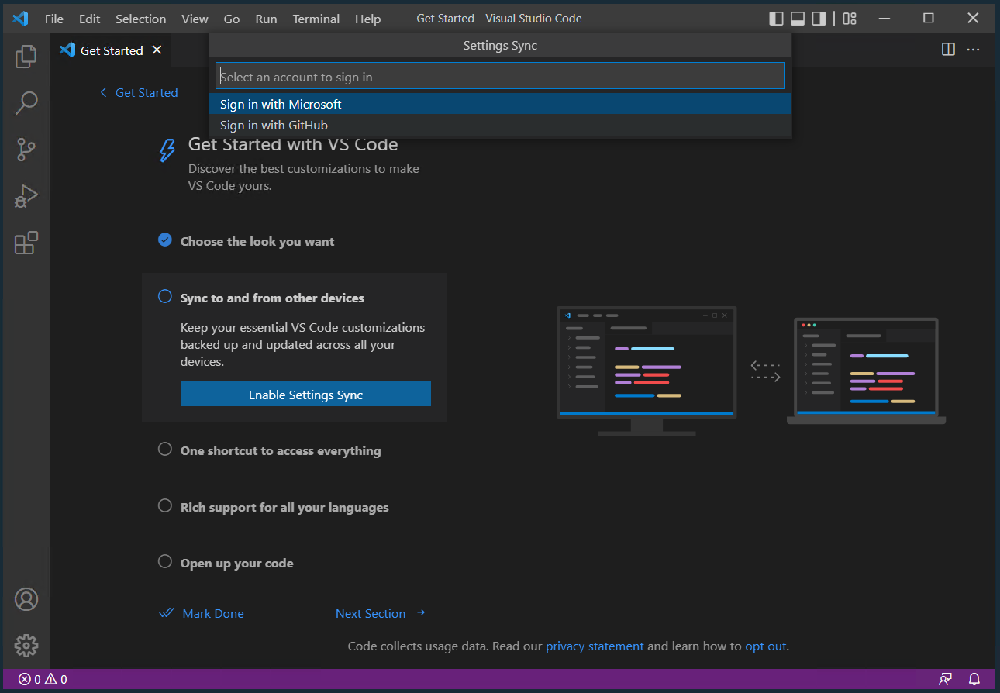 File Edit Selection View Go Run Terminal Help Get Started - Visual Studio Code
Settings Sync
Get Started
Select an account to sign in
Get Started
Sign in with Microsoft
Sign in with GitHub
Get Started with VS Code
Discover the best customizations to make
VS Code yours.
Choose the look you want
Sync to and from other devices
Keep your essential VS Code customizations
backed up and updated across all your
devices.
Enable Settings Sync
One shortcut to access everything
Rich support for all your languages
Open up your code
Mark Done Next Section
Code collects usage data. Read our privacy statement and learn how to opt out.
0 0